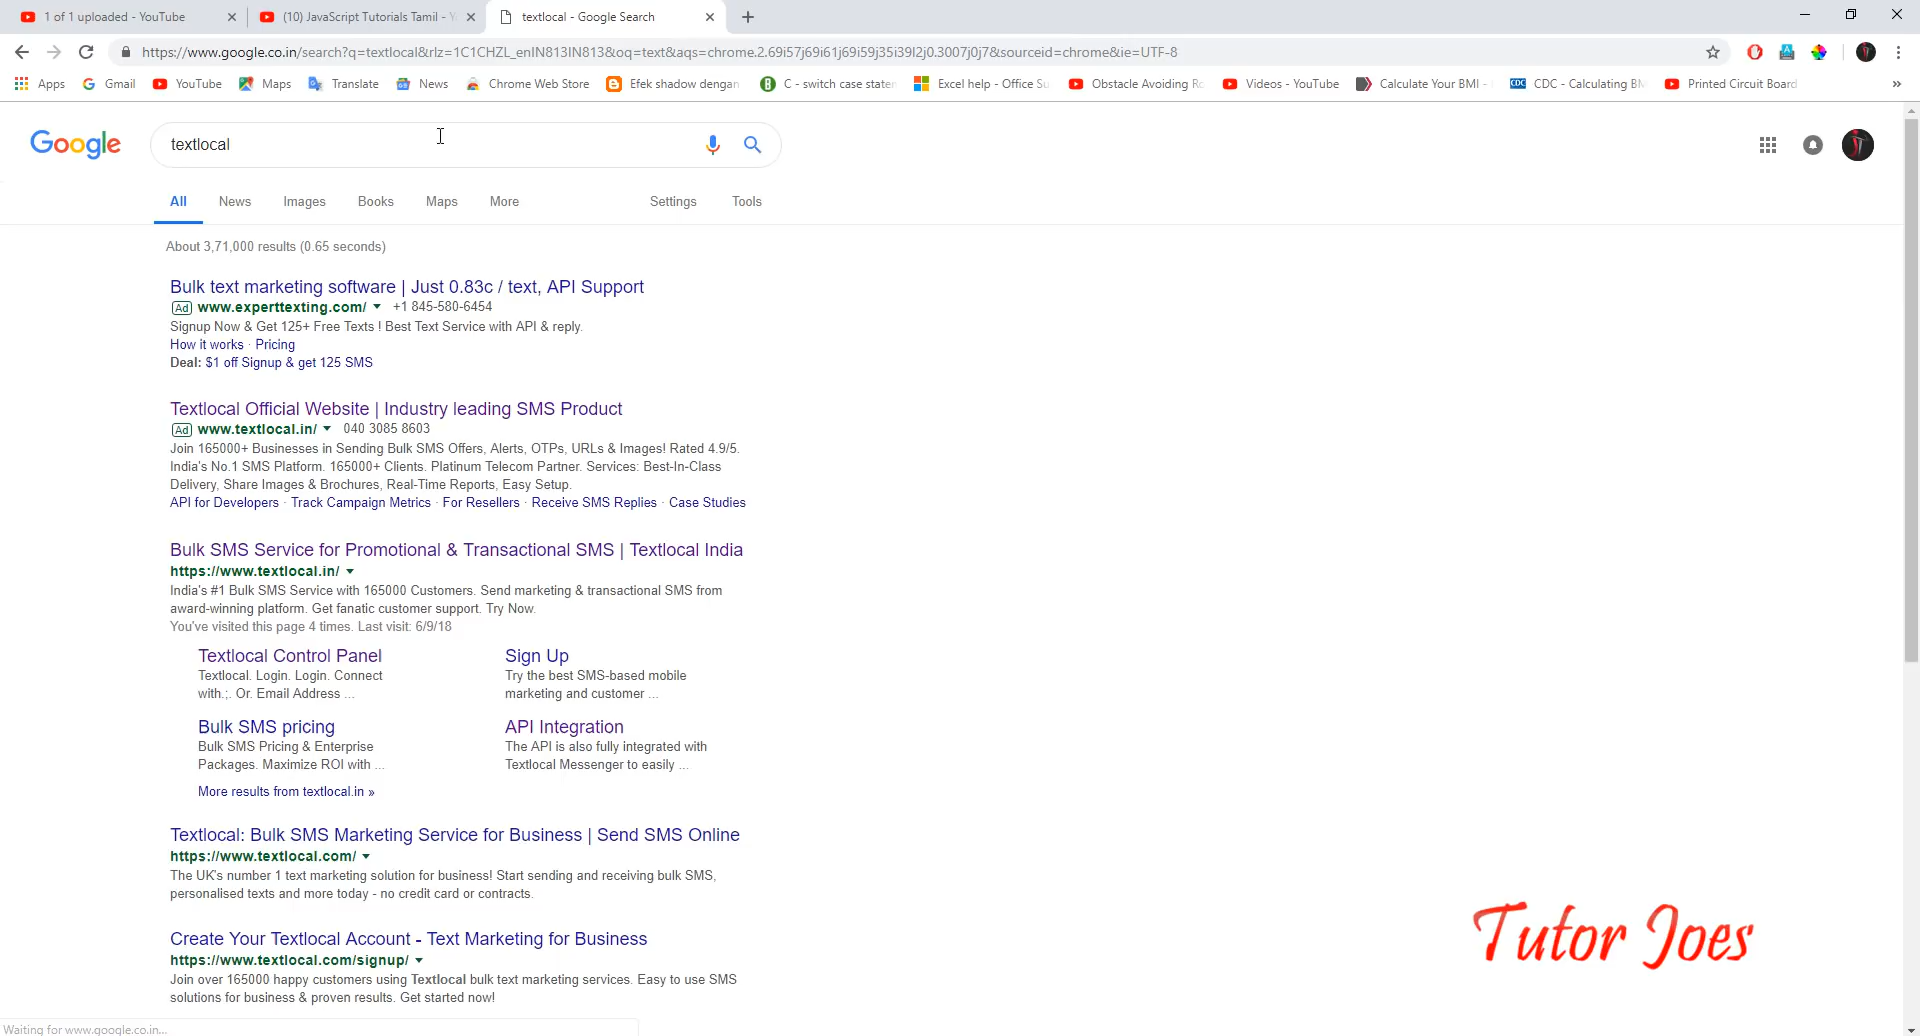 1 of 1 uploaded - YouTube
(10) JavaScript Tutorials Tamil -
textlocal - Google Search
https://www.google.co.in/search?q=textlocal&rlz=1C1CHZL_enIN813IN813&oq=text&aqs=chrome.2.69i57j69i61j69i59j35i39l2j0.3007j0j7&sourceid=chrome&ie=UTF-8
Apps Gmail YouTube Maps Translate News Chrome Web Store Efek shadow dengan C - switch case Excel help - Office Obstacle Avoiding Videos - YouTube Calculate Your BMI - CDC - Calculating Printed Circuit Board
Google
textlocal
All News Images Books Maps More Settings Tools
About 3,71,000 results (0.65 seconds)
Bulk text marketing software | Just 0.83c / text, API Support
Ad www.experttexting.com/ +1 845-580-6454
Signup Now & Get 125+ Free Texts ! Best Text Service with API & reply.
How it works · Pricing
Deal: $1 off Signup & get 125 SMS
Textlocal Official Website | Industry leading SMS Product
Ad www.textlocal.in/ 040 3085 8603
Join 165000+ Businesses in Sending Bulk SMS Offers, Alerts, OTPs, URLs & Images! Rated 4.9/5.
India's No.1 SMS Platform. 165000+ Clients. Platinum Telecom Partner. Services: Best-In-Class
Delivery, Share Images & Brochures, Real-Time Reports, Easy Setup.
API for Developers · Track Campaign Metrics · For Resellers · Receive SMS Replies · Case Studies
Bulk SMS Service for Promotional & Transactional SMS | Textlocal India
https://www.textlocal.in/
India's #1 Bulk SMS Service with 165000 Customers. Send marketing & transactional SMS from
award-winning platform. Get fanatic customer support. Try Now.
You've visited this page 4 times. Last visit: 6/9/18
Textlocal Control Panel
Textlocal. Login. Login. Connect
with.;. Or. Email Address ...
Sign Up
Try the best SMS-based mobile
marketing and customer ...
Bulk SMS pricing
Bulk SMS Pricing & Enterprise
Packages. Maximize ROI with ...
API Integration
The API is also fully integrated with
Textlocal Messenger to easily ...
More results from textlocal.in »
Textlocal: Bulk SMS Marketing Service for Business | Send SMS Online
https://www.textlocal.com/
The UK's number 1 text marketing solution for business! Start sending and receiving bulk SMS,
personalised texts and more today - no credit card or contracts.
Create Your Textlocal Account - Text Marketing for Business
https://www.textlocal.com/signup/
Join over 165000 happy customers using Textlocal bulk text marketing services. Easy to use SMS
solutions for business & proven results. Get started now!
Tutor Joes
Waiting for www.google.co.in...